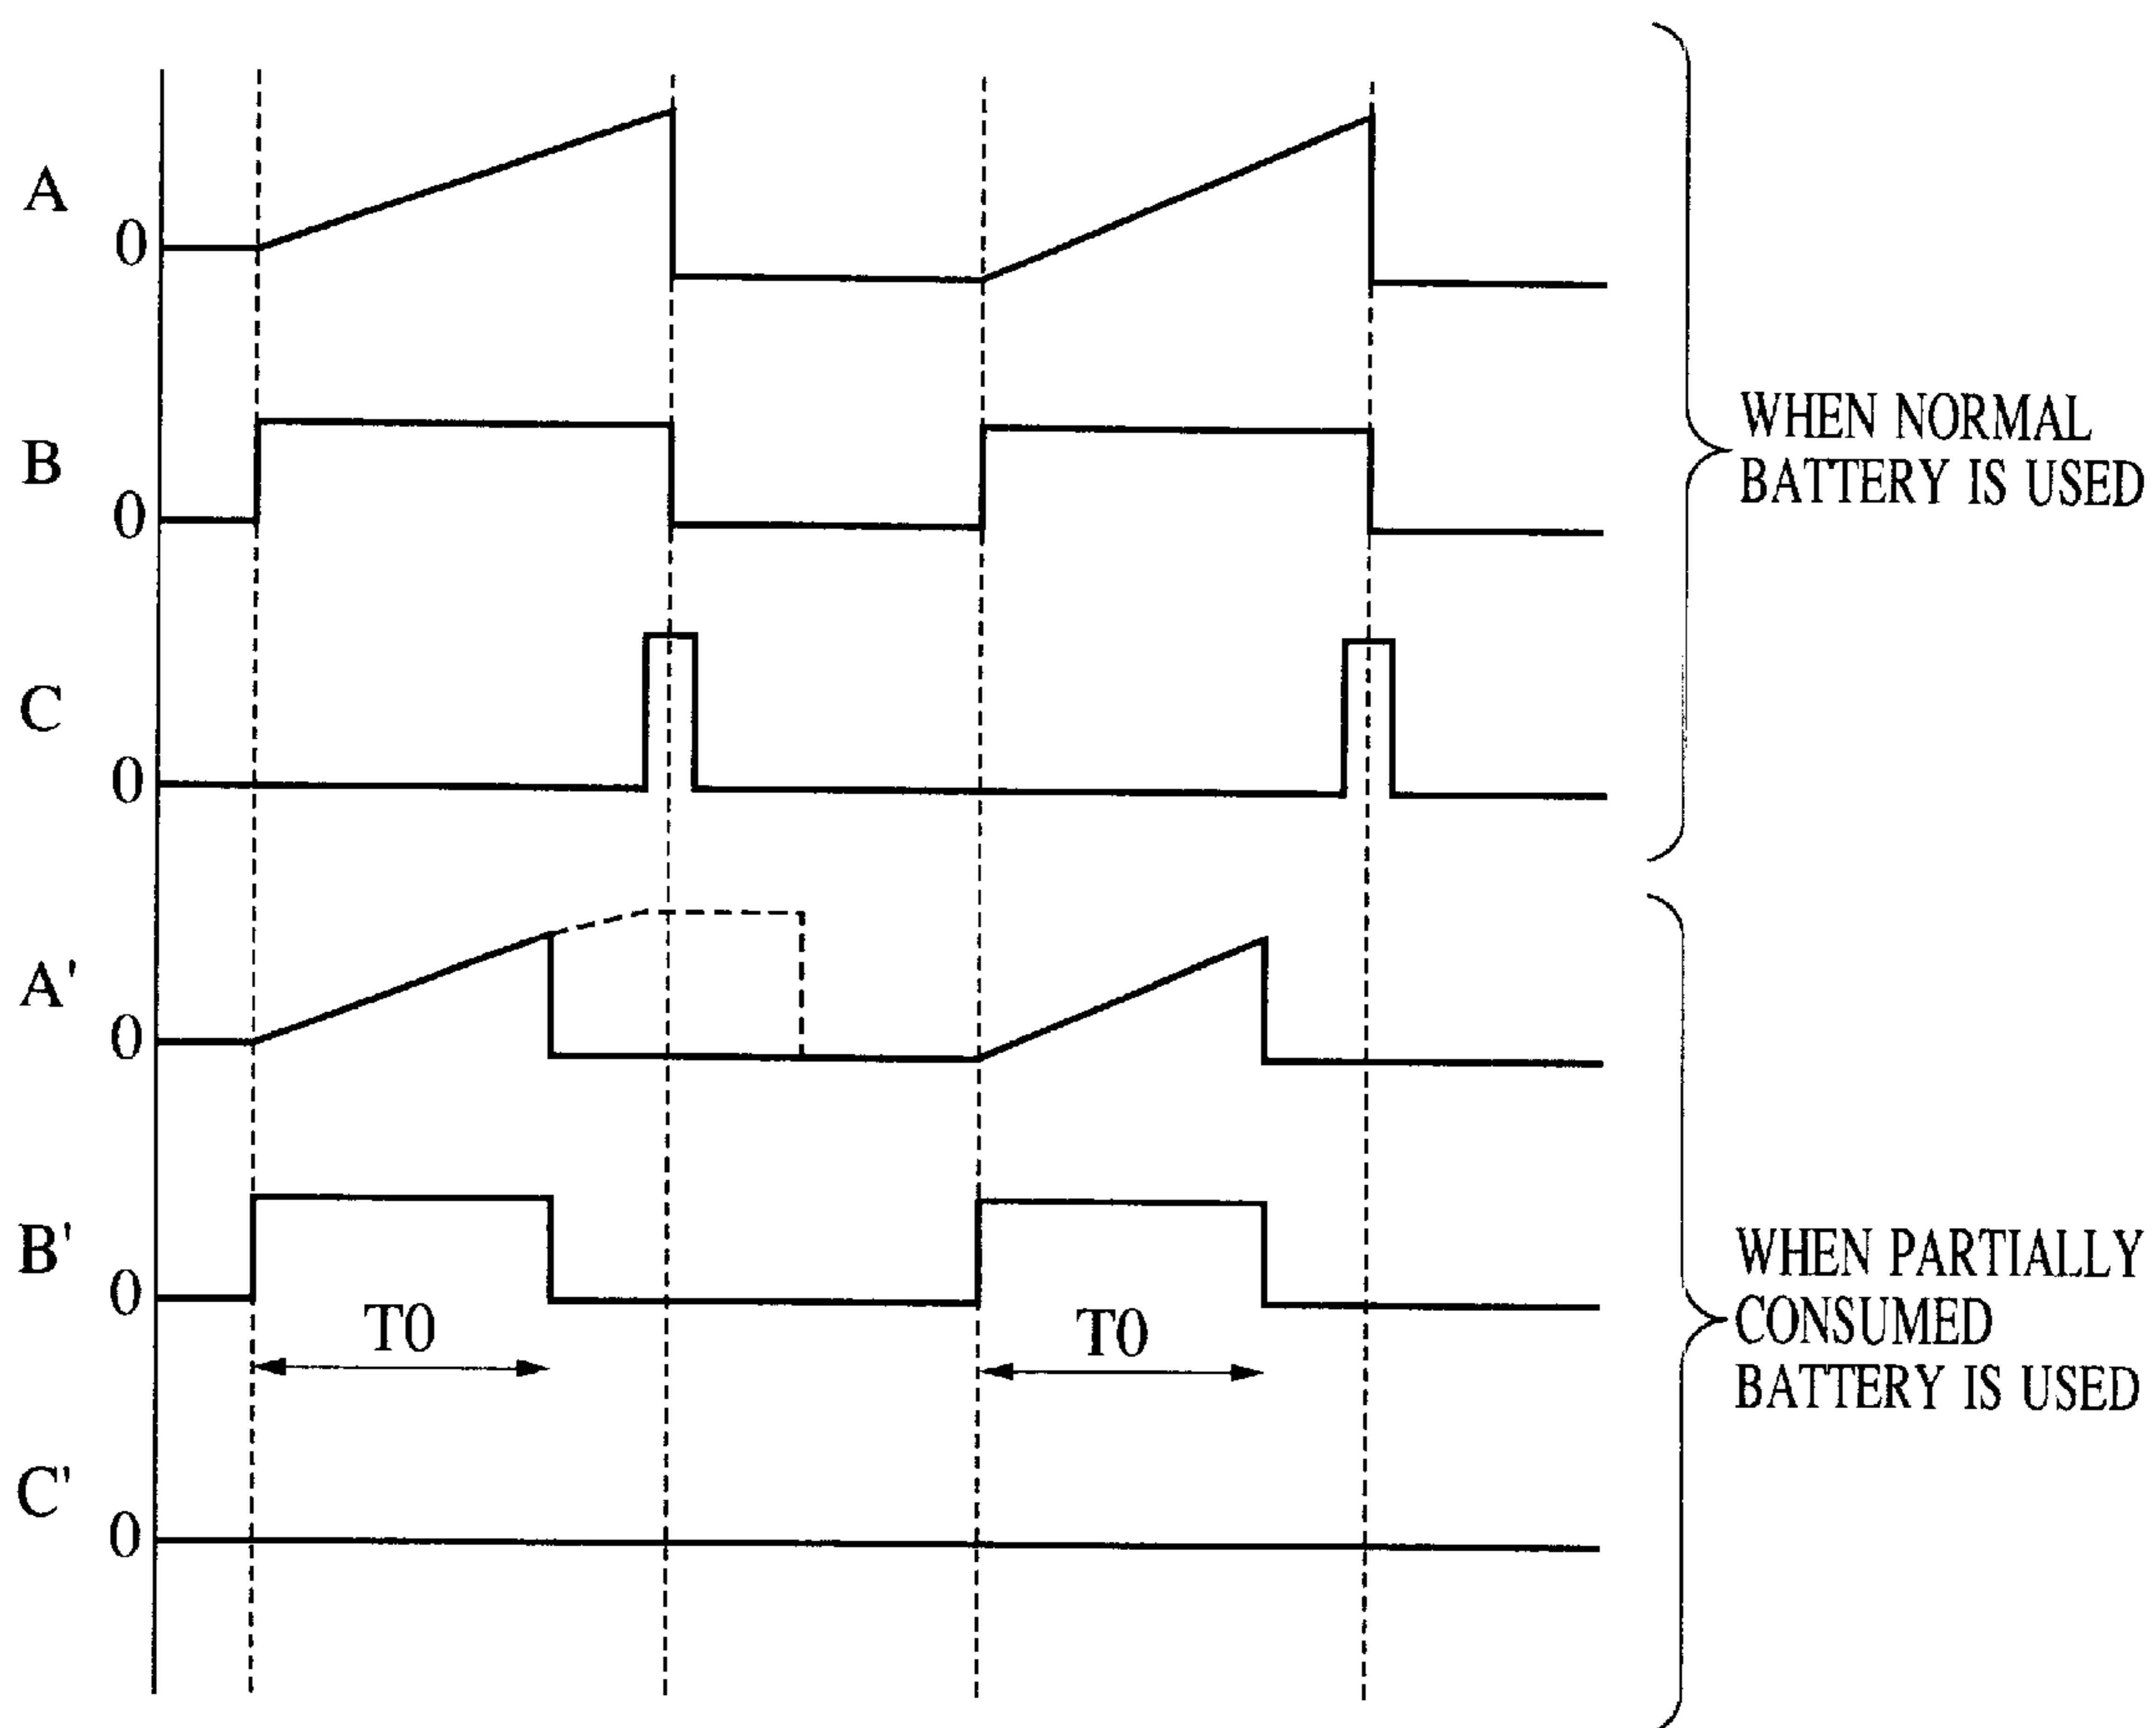 A
0
B
0
C
0
WHEN NORMAL
BATTERY IS USED
A'
0
B'
0
T0
T0
C'
0
WHEN PARTIALLY
CONSUMED
BATTERY IS USED